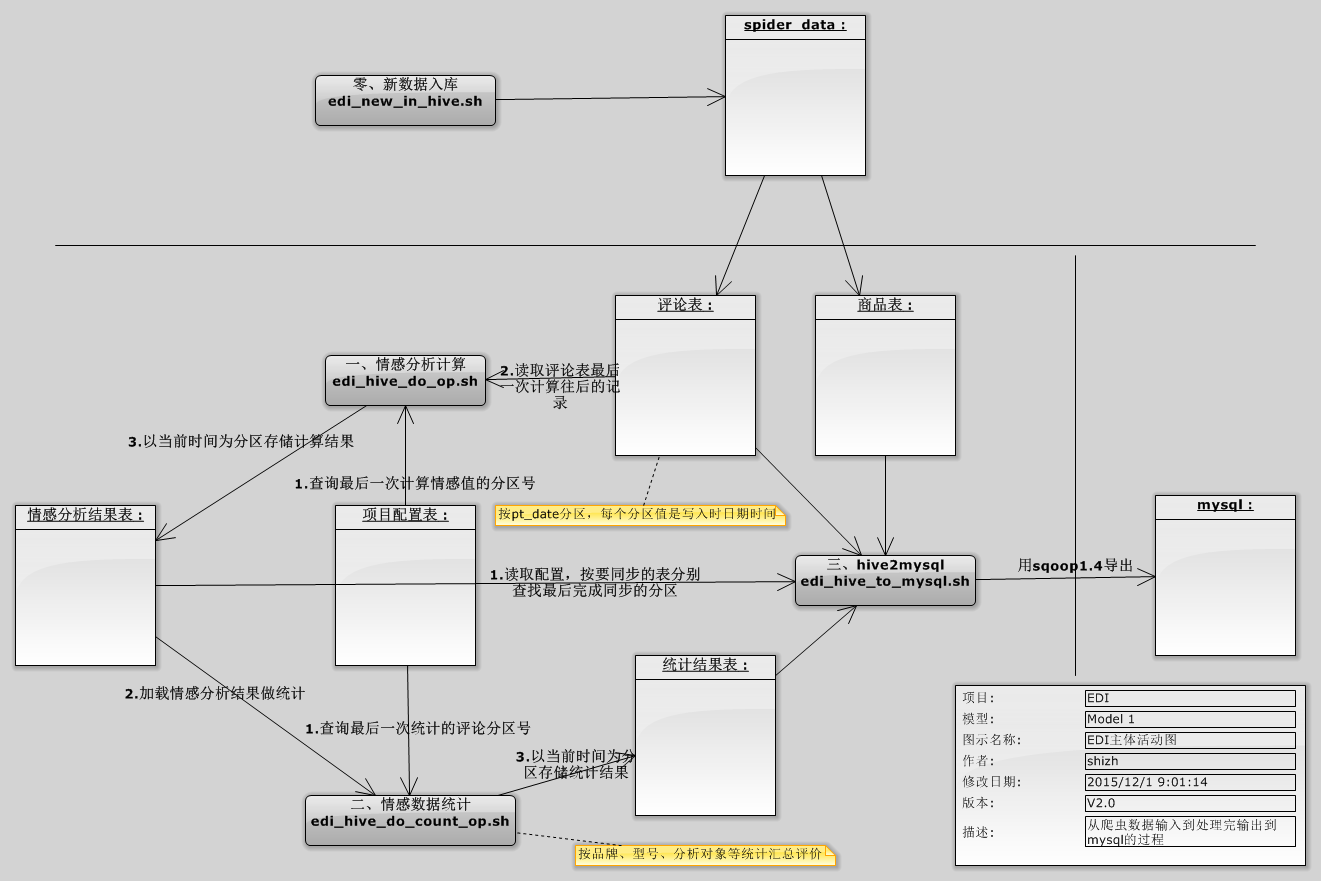 spider_data :
零、新数据入库
edi_new_in_hive.sh
评论表 :
商品表 :
一、情感分析计算
edi_hive_do_op.sh
2.读取评论表最后
一次计算往后的记
录
3.以当前时间为分区存储计算结果
1.查询最后一次计算情感值的分区号
情感分析结果表 :
项目配置表 :
按pt_date分区，每个分区值是写入时日期时间
mysql :
三、hive2mysql
edi_hive_to_mysql.sh
用sqoop1.4导出
1.读取配置，按要同步的表分别
查找最后完成同步的分区
统计结果表 :
2.加载情感分析结果做统计
1.查询最后一次统计的评论分区号
3.以当前时间为分
区存储统计结果
二、情感数据统计
edi_hive_do_count_op.sh
按品牌、型号、分析对象等统计汇总评价
项目: EDI
模型: Model 1
图示名称: EDI主体活动图
作者: shizh
修改日期: 2015/12/1 9:01:14
版本: V2.0
描述: 从爬虫数据输入到处理完输出到
mysql的过程